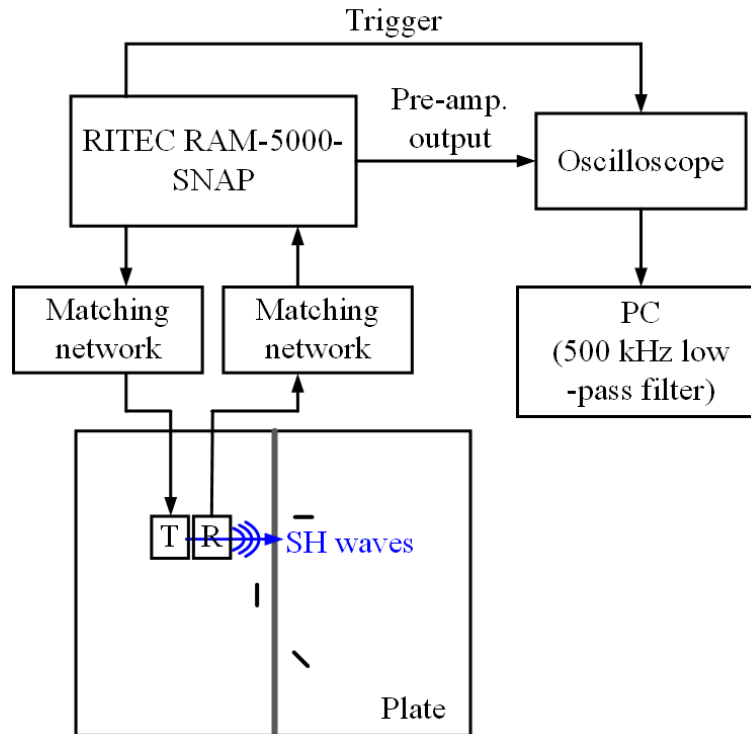 Trigger
RITEC RAM-5000-
SNAP
Pre-amp.
output
Oscilloscope
Matching
network
Matching
network
PC
(500 kHz low
-pass filter)
T
R
SH waves
Plate